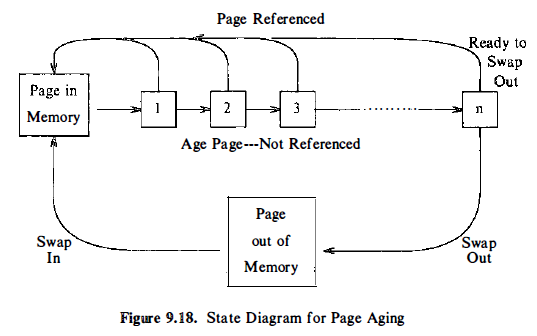 Page Referenced
Ready to
Swap
Out
Page in
Memory
1
2
3
n
Age Page---Not Referenced
Page
out of
Memory
Swap
In
Swap
Out
Figure 9.18. State Diagram for Page Aging